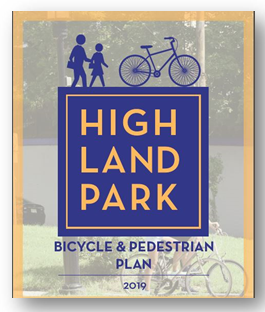 HIGH
LAND
PARK
BICYCLE & PEDESTRIAN
PLAN
2019